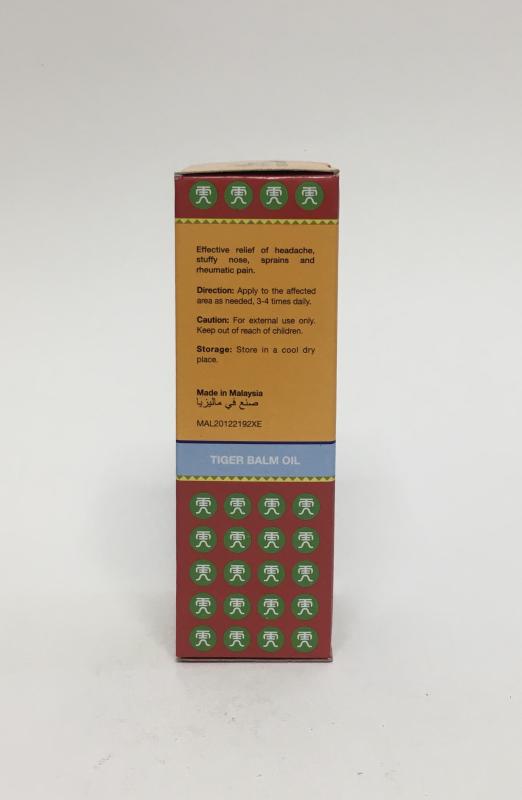 Effective relief of headache,
stuffy nose, sprains and
rheumatic pain.
Direction: Apply to the affected
area as needed, 3-4 times daily.
Caution: For external use only.
Keep out of reach of children.
Storage: Store in a cool dry
place.
Made in Malaysia
صنع في ماليزيا
MAL20122192XE
TIGER BALM OIL